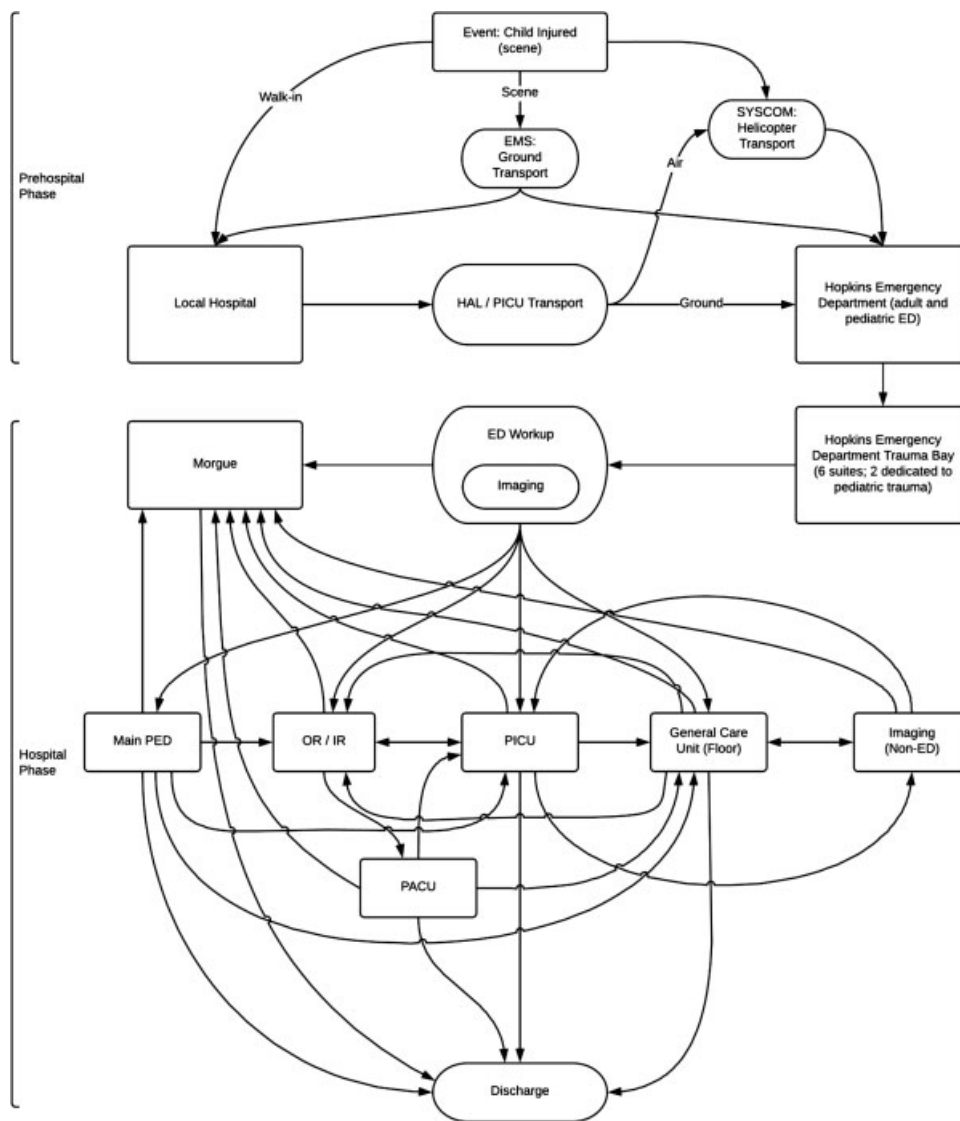 Event: Child Injured
(scene)
Walk-in
Scene
SYSCOM:
Helicopter
Transport
EMS:
Ground
Transport
Air
Prehospital
Phase
Local Hospital
HAL / PICU Transport
Ground
Hopkins Emergency
Department (adult and
pediatric ED)
Morgue
ED Workup
Imaging
Hopkins Emergency
Department Trauma Bay
(6 suites; 2 dedicated to
pediatric trauma)
Hospital
Phase
Main PED
OR / IR
PICU
General Care
Unit (Floor)
Imaging
(Non-ED)
PACU
Discharge